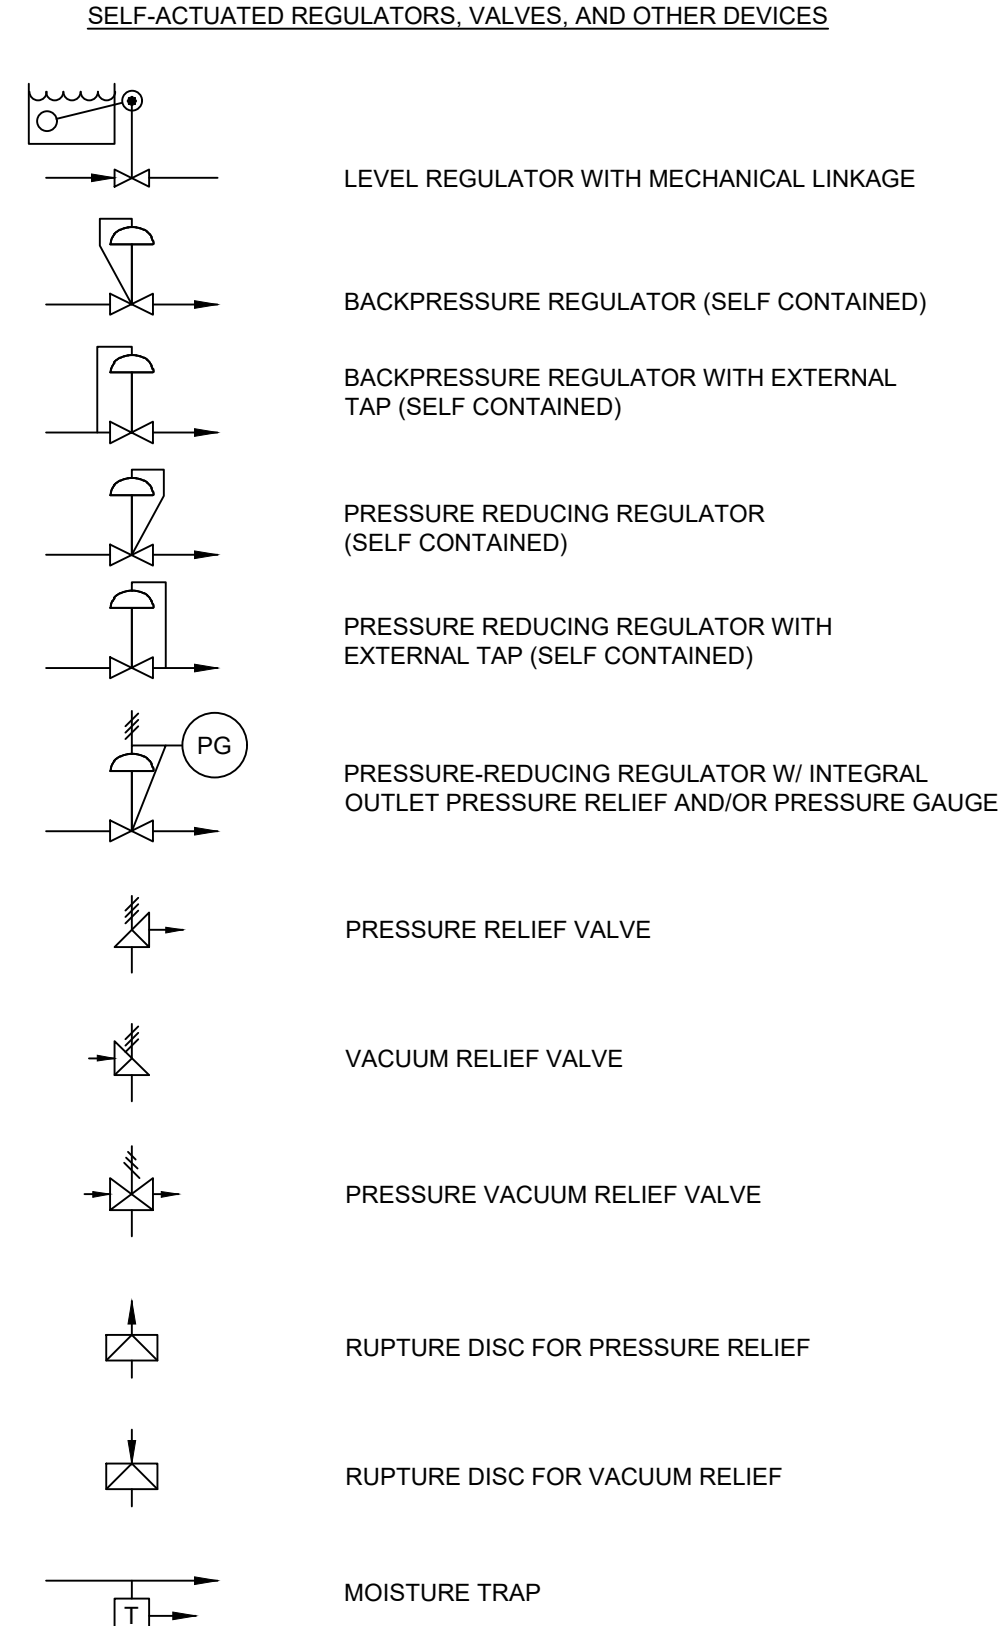 SELF-ACTUATED REGULATORS, VALVES, AND OTHER DEVICES
LEVEL REGULATOR WITH MECHANICAL LINKAGE
BACKPRESSURE REGULATOR (SELF CONTAINED)
BACKPRESSURE REGULATOR WITH EXTERNAL
TAP (SELF CONTAINED)
PRESSURE REDUCING REGULATOR
(SELF CONTAINED)
PRESSURE REDUCING REGULATOR WITH
EXTERNAL TAP (SELF CONTAINED)
PG
PRESSURE-REDUCING REGULATOR W/ INTEGRAL
OUTLET PRESSURE RELIEF AND/OR PRESSURE GAUGE
PRESSURE RELIEF VALVE
VACUUM RELIEF VALVE
PRESSURE VACUUM RELIEF VALVE
RUPTURE DISC FOR PRESSURE RELIEF
RUPTURE DISC FOR VACUUM RELIEF
MOISTURE TRAP
T